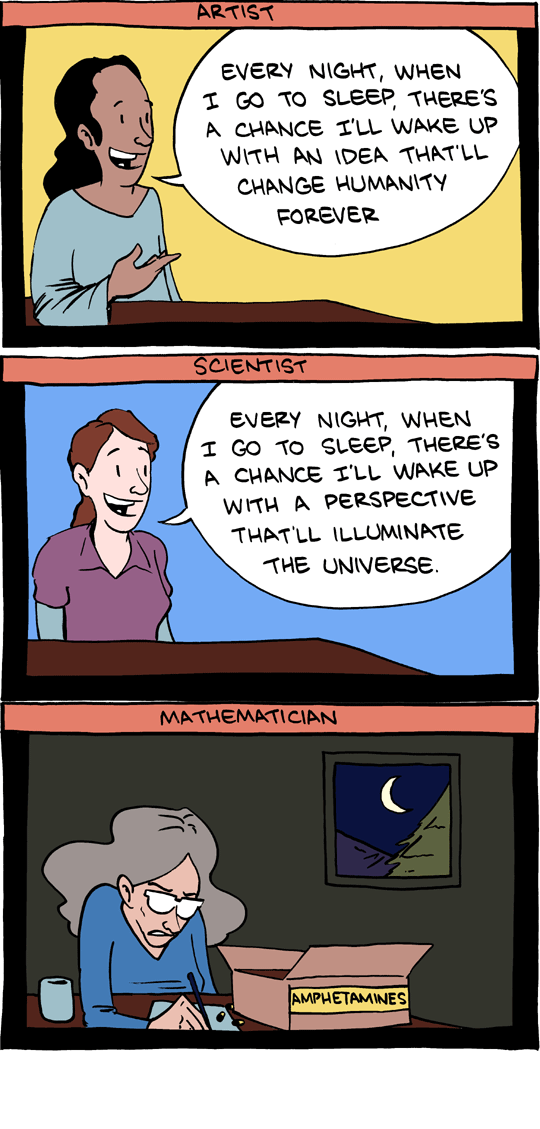 ARTIST
EVERY NIGHT, WHEN
I GO TO SLEEP, THERE'S
A CHANCE I'LL WAKE UP
WITH AN IDEA THAT'LL
CHANGE HUMANITY
FOREVER
SCIENTIST
EVERY NIGHT, WHEN
I GO TO SLEEP, THERE'S
A CHANCE I'LL WAKE UP
WITH A PERSPECTIVE
THAT'LL ILLUMINATE
THE UNIVERSE.
MATHEMATICIAN
AMPHETAMINES